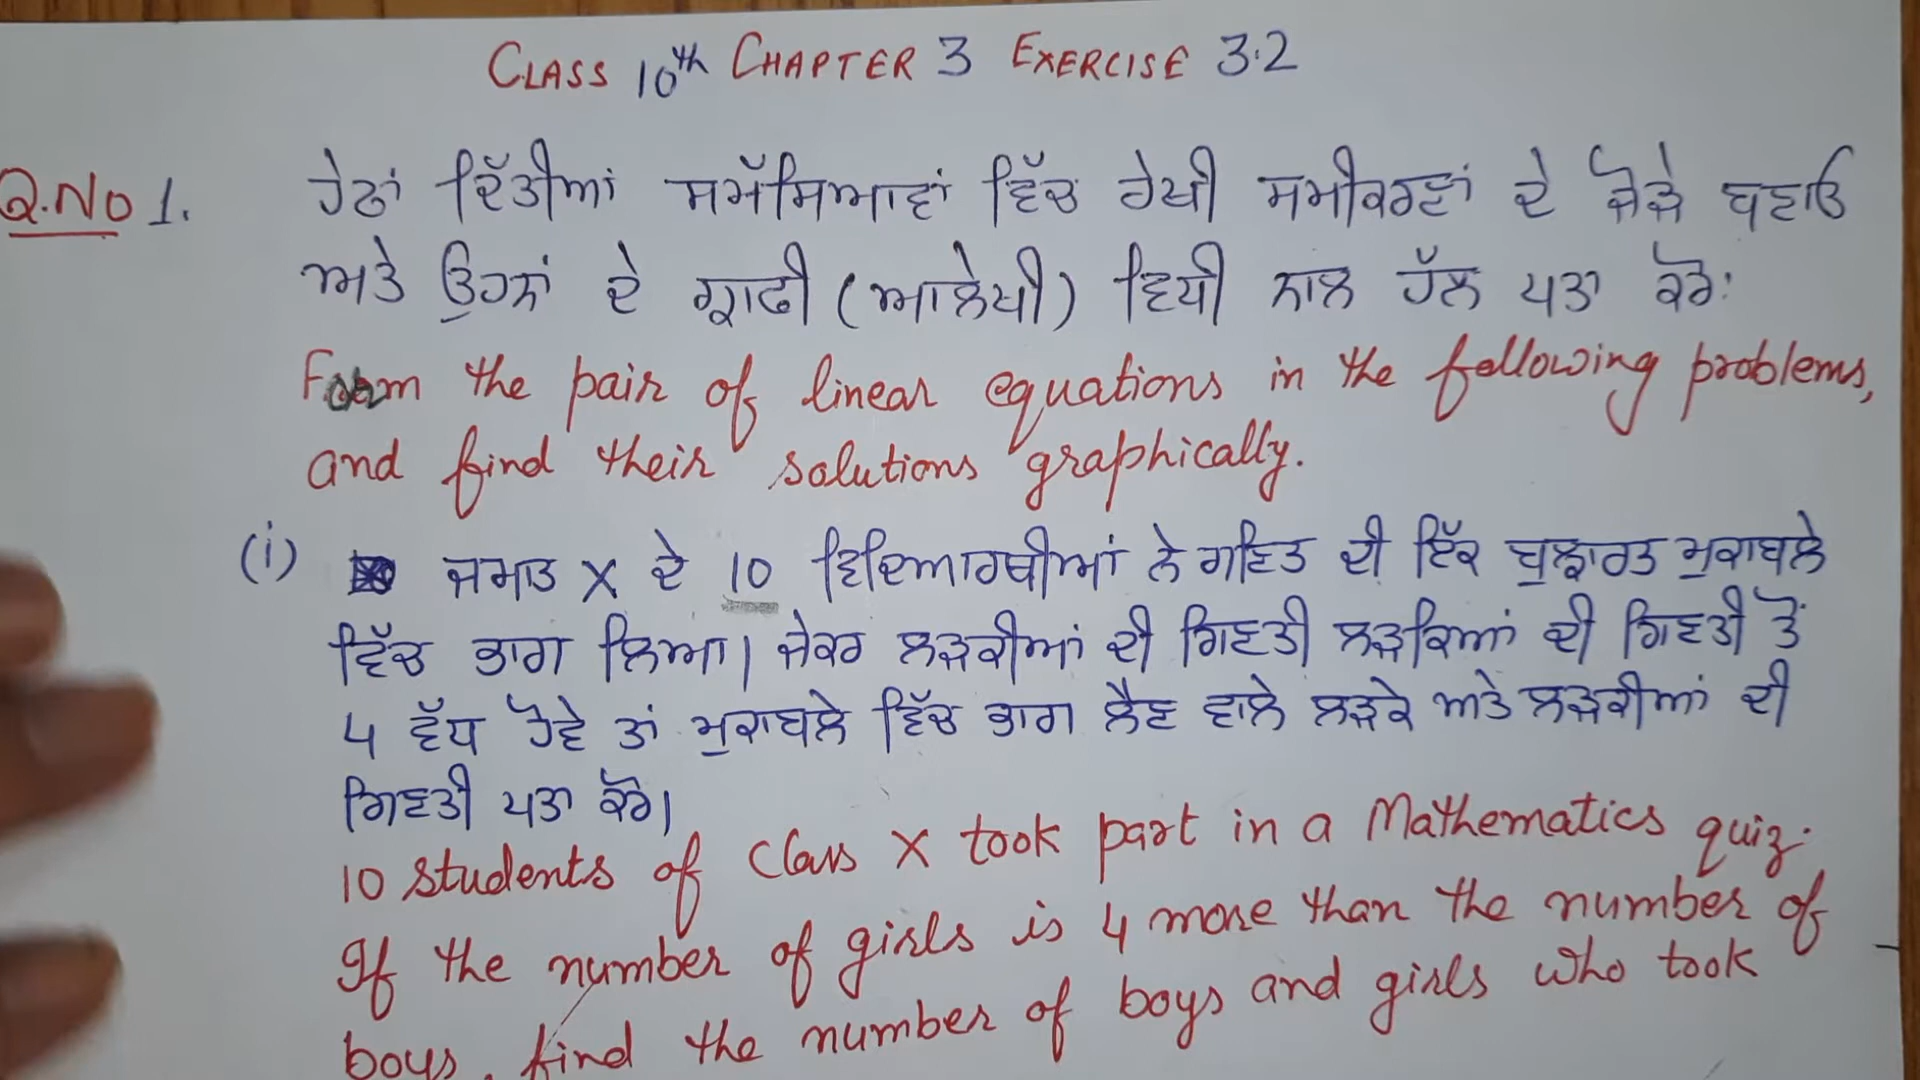 CLASS 10th CHAPTER 3 EXERCISE 3.2
Q.NO 1. ਹੇਠਾਂ ਦਿੱਤੀਆਂ ਸਮੱਸਿਆਵਾਂ ਵਿੱਚ ਰੇਖੀ ਸਮੀਕਰਣਾਂ ਦੇ ਜੋੜੇ ਬਣਾਓ
ਅਤੇ ਉਹਨਾਂ ਦੇ ਗ੍ਰਾਫੀ (ਆਲੇਖੀ) ਵਿਧੀ ਨਾਲ ਹੱਲ ਪਤਾ ਕਰੋ:
Form the pair of linear equations in the following problems,
and find their solutions graphically.
(i) ਜਮਾਤ X ਦੇ 10 ਵਿਦਿਆਰਥੀਆਂ ਨੇ ਗਣਿਤ ਦੀ ਇੱਕ ਬੁਝਾਰਤ ਮੁਕਾਬਲੇ
ਵਿੱਚ ਭਾਗ ਲਿਆ। ਜੇਕਰ ਲੜਕੀਆਂ ਦੀ ਗਿਣਤੀ ਲੜਕਿਆਂ ਦੀ ਗਿਣਤੀ ਤੋਂ
4 ਵੱਧ ਹੋਵੇ ਤਾਂ ਮੁਕਾਬਲੇ ਵਿੱਚ ਭਾਗ ਲੈਣ ਵਾਲੇ ਲੜਕੇ ਅਤੇ ਲੜਕੀਆਂ ਦੀ
ਗਿਣਤੀ ਪਤਾ ਕਰੋ।
10 students of Class X took part in a Mathematics quiz.
If the number of girls is 4 more than the number of
boys, find the number of boys and girls who took